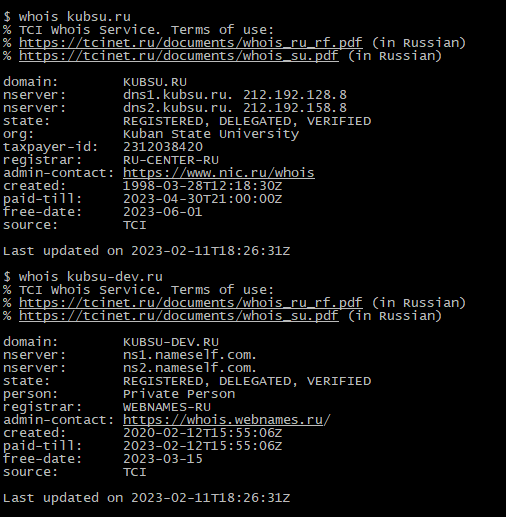 $ whois kubsu.ru
% TCI Whois Service. Terms of use:
% https://tcinet.ru/documents/whois_ru_rf.pdf (in Russian)
% https://tcinet.ru/documents/whois_su.pdf (in Russian)

domain:        KUBSU.RU
nserver:       dns1.kubsu.ru. 212.192.128.8
nserver:       dns2.kubsu.ru. 212.192.158.8
state:         REGISTERED, DELEGATED, VERIFIED
org:           Kuban State University
taxpayer-id:   2312038420
registrar:     RU-CENTER-RU
admin-contact: https://www.nic.ru/whois
created:       1998-03-28T12:18:30Z
paid-till:     2023-04-30T21:00:00Z
free-date:     2023-06-01
source:        TCI

Last updated on 2023-02-11T18:26:31Z

$ whois kubsu-dev.ru
% TCI Whois Service. Terms of use:
% https://tcinet.ru/documents/whois_ru_rf.pdf (in Russian)
% https://tcinet.ru/documents/whois_su.pdf (in Russian)

domain:        KUBSU-DEV.RU
nserver:       ns1.nameself.com.
nserver:       ns2.nameself.com.
state:         REGISTERED, DELEGATED, VERIFIED
person:        Private Person
registrar:     WEBNAMES-RU
admin-contact: https://whois.webnames.ru/
created:       2020-02-12T15:55:06Z
paid-till:     2023-02-12T15:55:06Z
free-date:     2023-03-15
source:        TCI

Last updated on 2023-02-11T18:26:31Z